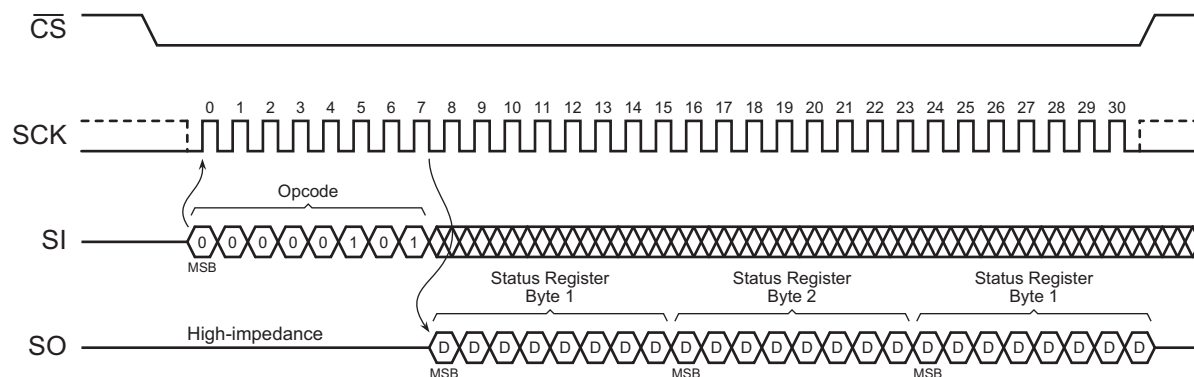 CS
0 1 2 3 4 5 6 7 8 9 10 11 12 13 14 15 16 17 18 19 20 21 22 23 24 25 26 27 28 29 30
SCK
Opcode
SI 0 0 0 0 0 1 0 1
MSB
Status Register
Byte 1
Status Register
Byte 2
Status Register
Byte 1
High-impedance
SO D D D D D D D D D D D D D D D D D D D D D D D D
MSB MSB MSB